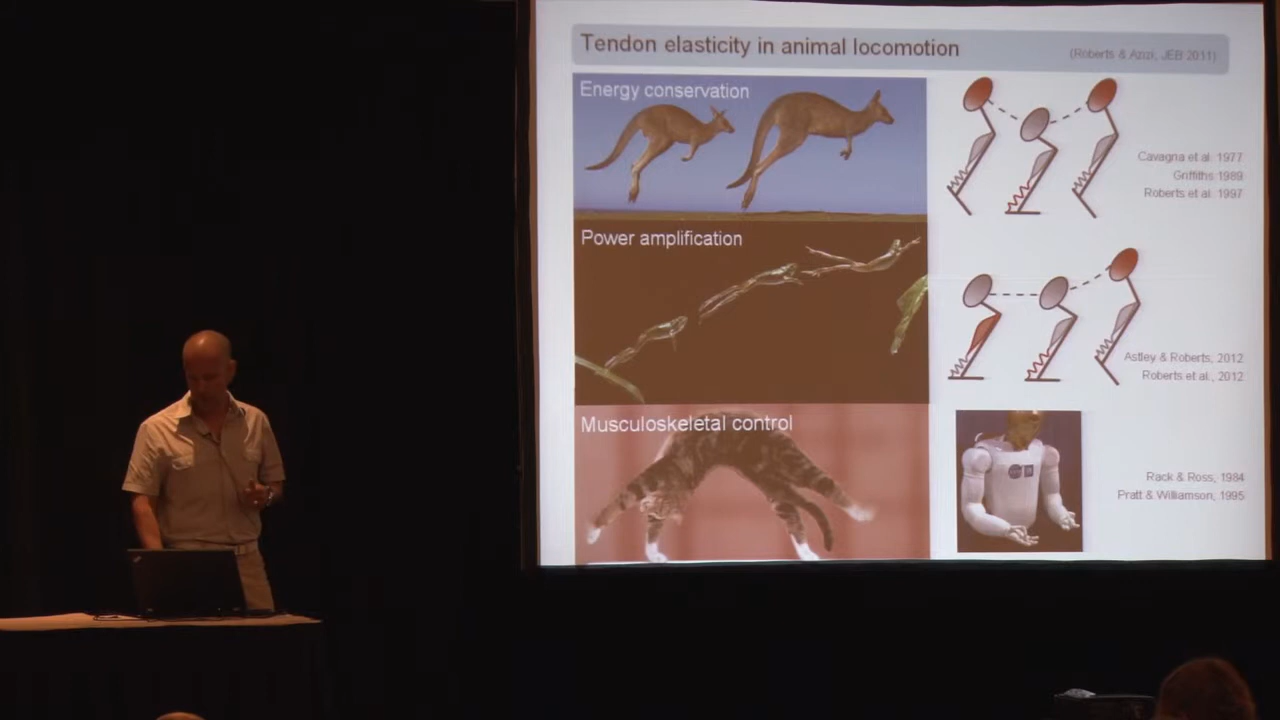 Tendon elasticity in animal locomotion
(Roberts & Azizi, JEB 2011)
Energy conservation
Cavagna et al. 1977
Griffiths 1989
Roberts et al. 1997
Power amplification
Astley & Roberts, 2012
Roberts et al., 2012
Musculoskeletal control
Rack & Ross, 1984
Pratt & Williamson, 1995